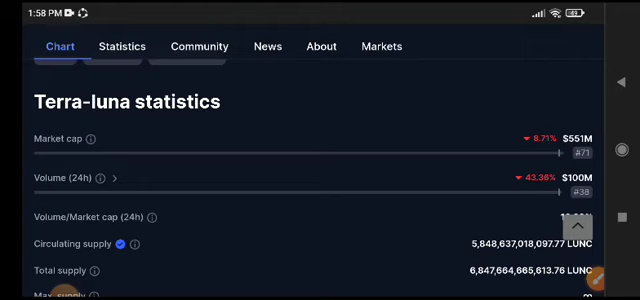 1:58 PM
Chart Statistics Community News About Markets
Terra-luna statistics
Market cap 8.71% $551M
#71
Volume (24h) 43.36% $100M
#38
Volume/Market cap (24h)
Circulating supply 5,848,637,018,097.77 LUNC
Total supply 6,847,664,665,613.76 LUNC
Max. supply ∞